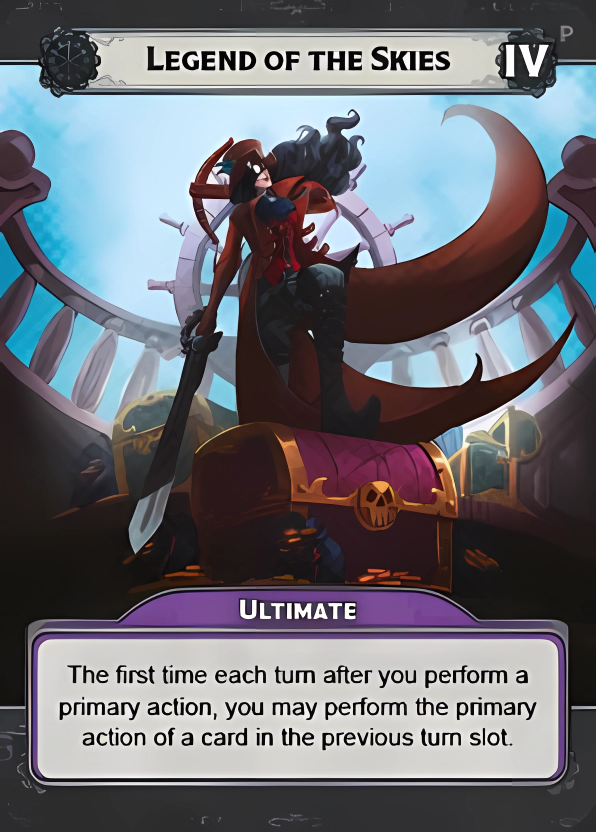 P
LEGEND OF THE SKIES
IV
ULTIMATE
The first time each turn after you perform a
primary action, you may perform the primary
action of a card in the previous turn slot.